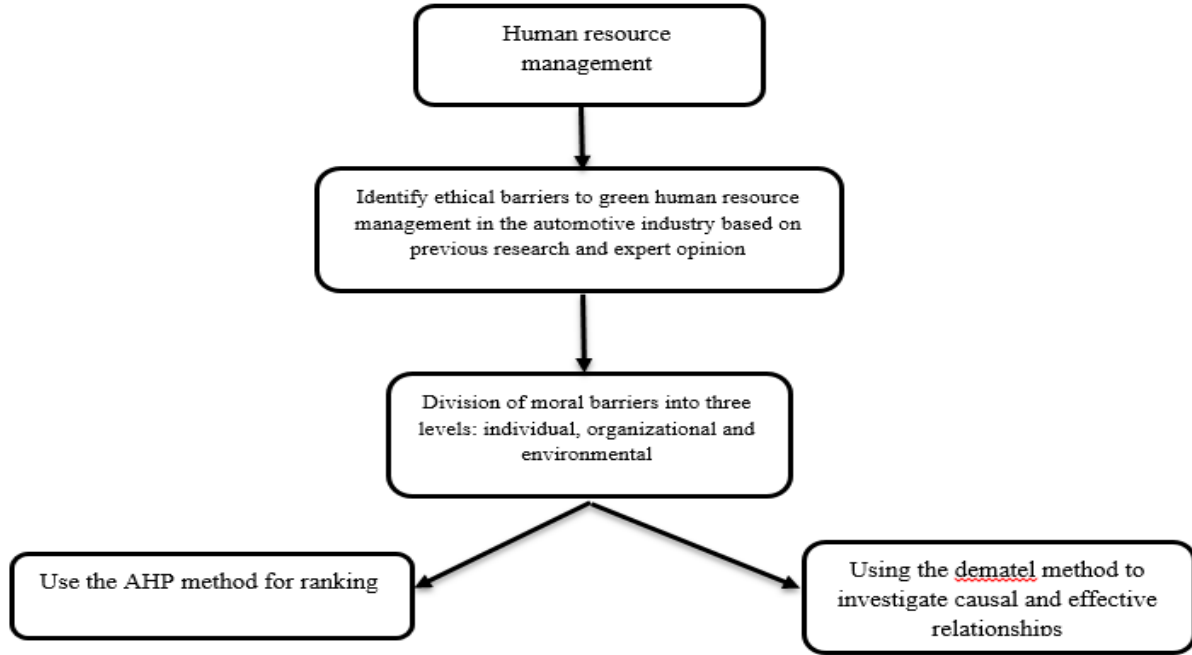 Human resource
management
Identify ethical barriers to green human resource
management in the automotive industry based on
previous research and expert opinion
Division of moral barriers into three
levels: individual, organizational and
environmental
Use the AHP method for ranking
Using the dematel method to
investigate causal and effective
relationships